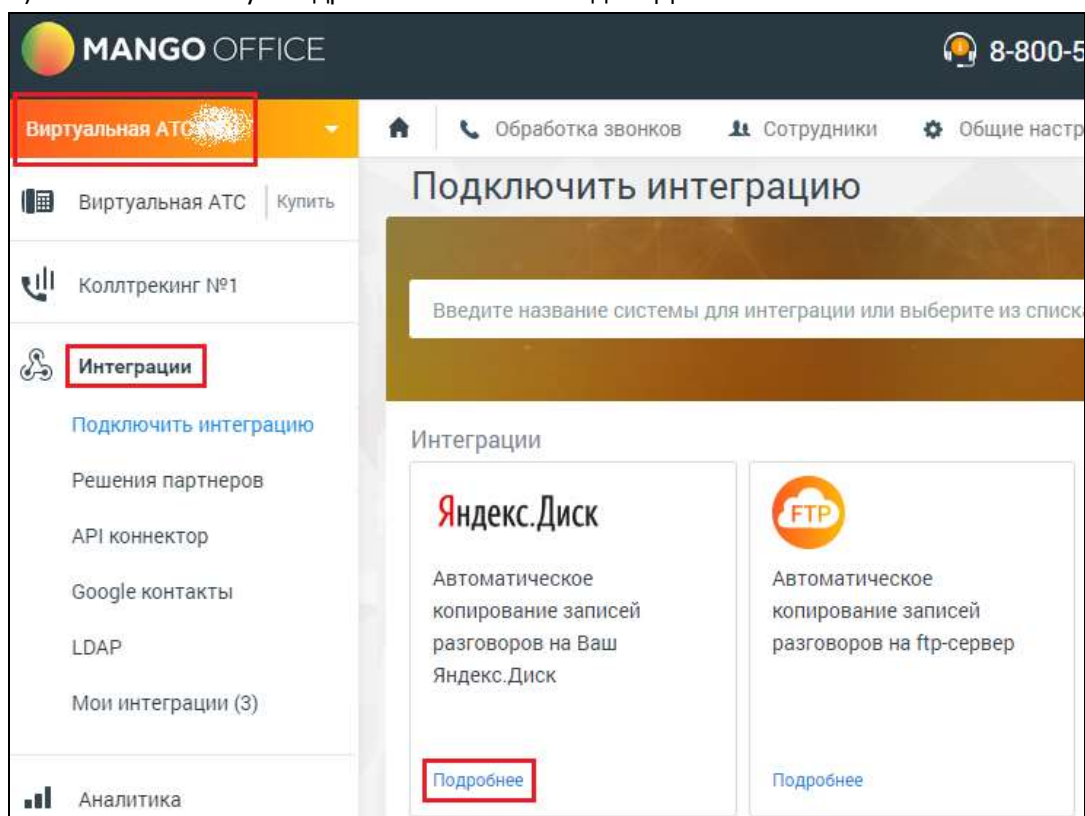 MANGO OFFICE
8-800-5
Виртуальная АТС
Обработка звонков
Сотрудники
Общие настр
Виртуальная АТС
Купить
Подключить интеграцию
Коллтрекинг №1
Введите название системы для интеграции или выберите из списк
Интеграции
Подключить интеграцию
Решения партнеров
API коннектор
Google контакты
LDAP
Мои интеграции (3)
Аналитика
Интеграции
Яндекс.Диск
Автоматическое
копирование записей
разговоров на Ваш
Яндекс.Диск
Подробнее
FTP
Автоматическое
копирование записей
разговоров на ftp-сервер
Подробнее